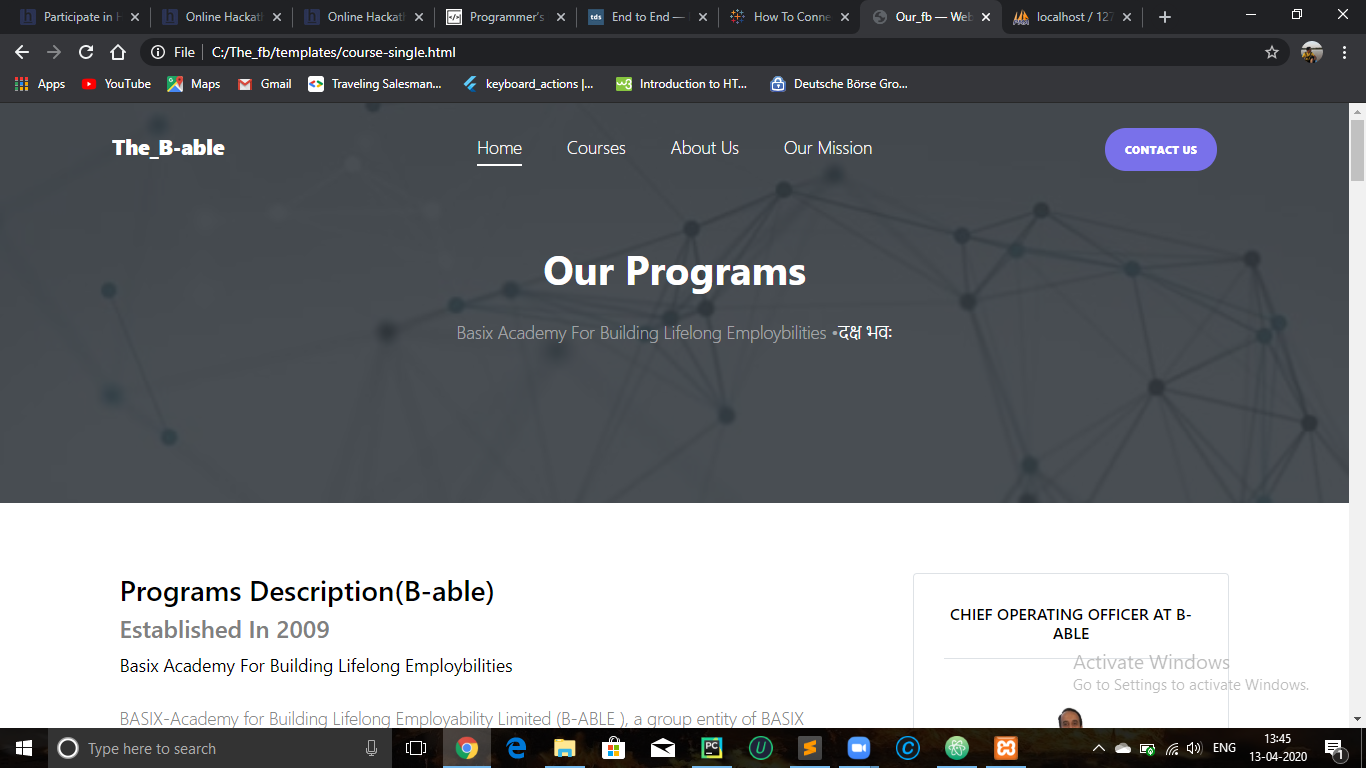 Participate in H
Online Hackath
Online Hackath
Programmer's
End to End —
How To Conne
Our_fb — Web
localhost / 127
File
C:/The_fb/templates/course-single.html
Apps
YouTube
Maps
Gmail
Traveling Salesman...
keyboard_actions |...
Introduction to HT...
Deutsche Börse Gro...
The_B-able
Home
Courses
About Us
Our Mission
CONTACT US
Our Programs
Basix Academy For Building Lifelong Employbilities •दक्ष भवः
Programs Description(B-able)
Established In 2009
Basix Academy For Building Lifelong Employbilities
BASIX-Academy for Building Lifelong Employability Limited (B-ABLE ), a group entity of BASIX
CHIEF OPERATING OFFICER AT B-
ABLE
Activate Windows
Go to Settings to activate Windows.
Type here to search
ENG
13:45
13-04-2020
1